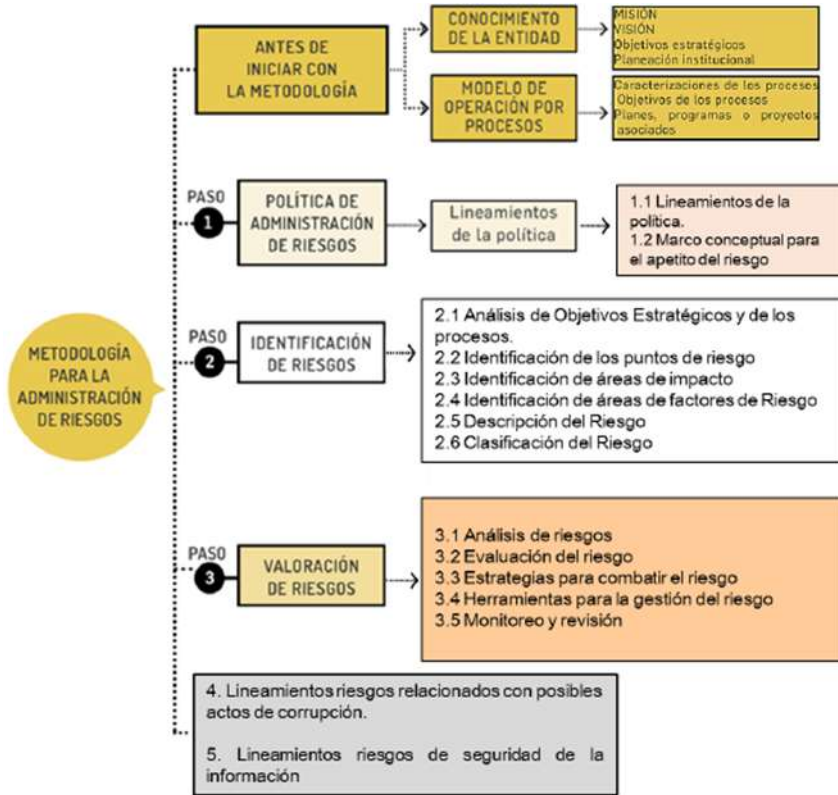 ANTES DE
INICIAR CON
LA METODOLOGÍA
CONOCIMIENTO
DE LA ENTIDAD
MISIÓN
VISIÓN
Objetivos estratégicos
Planeación institucional
MODELO DE
OPERACIÓN POR
PROCESOS
Caracterizaciones de los procesos
Objetivos de los procesos
Planes, programas o proyectos
asociados
PASO
1
POLÍTICA DE
ADMINISTRACIÓN
DE RIESGOS
Lineamientos
de la política
1.1 Lineamientos de la
política.
1.2 Marco conceptual para
el apetito del riesgo
METODOLOGÍA
PARA LA
ADMINISTRACIÓN
DE RIESGOS
PASO
2
IDENTIFICACIÓN
DE RIESGOS
2.1 Análisis de Objetivos Estratégicos y de los
procesos.
2.2 Identificación de los puntos de riesgo
2.3 Identificación de áreas de impacto
2.4 Identificación de áreas de factores de Riesgo
2.5 Descripción del Riesgo
2.6 Clasificación del Riesgo
PASO
3
VALORACIÓN
DE RIESGOS
3.1 Análisis de riesgos
3.2 Evaluación del riesgo
3.3 Estrategias para combatir el riesgo
3.4 Herramientas para la gestión del riesgo
3.5 Monitoreo y revisión
4. Lineamientos riesgos relacionados con posibles
actos de corrupción.
5. Lineamientos riesgos de seguridad de la
información